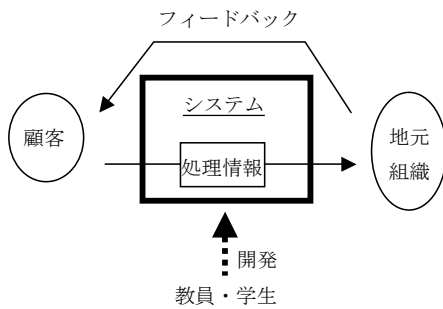 フィードバック
システム
顧客
処理情報
地元
組織
開発
教員・学生